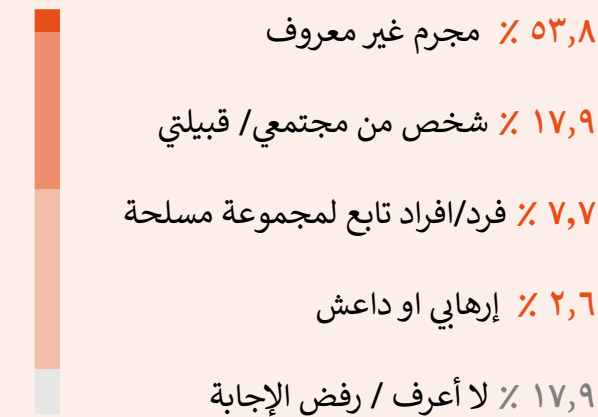 ٥٣,٨ ٪ مجرم غير معروف
١٧,٩ ٪ شخص من مجتمعي/ قبيلتي
٧,٧ ٪ فرد/افراد تابع لمجموعة مسلحة
٢,٦ ٪ إرهابي او داعش
١٧,٩ ٪ لا أعرف / رفض الإجابة